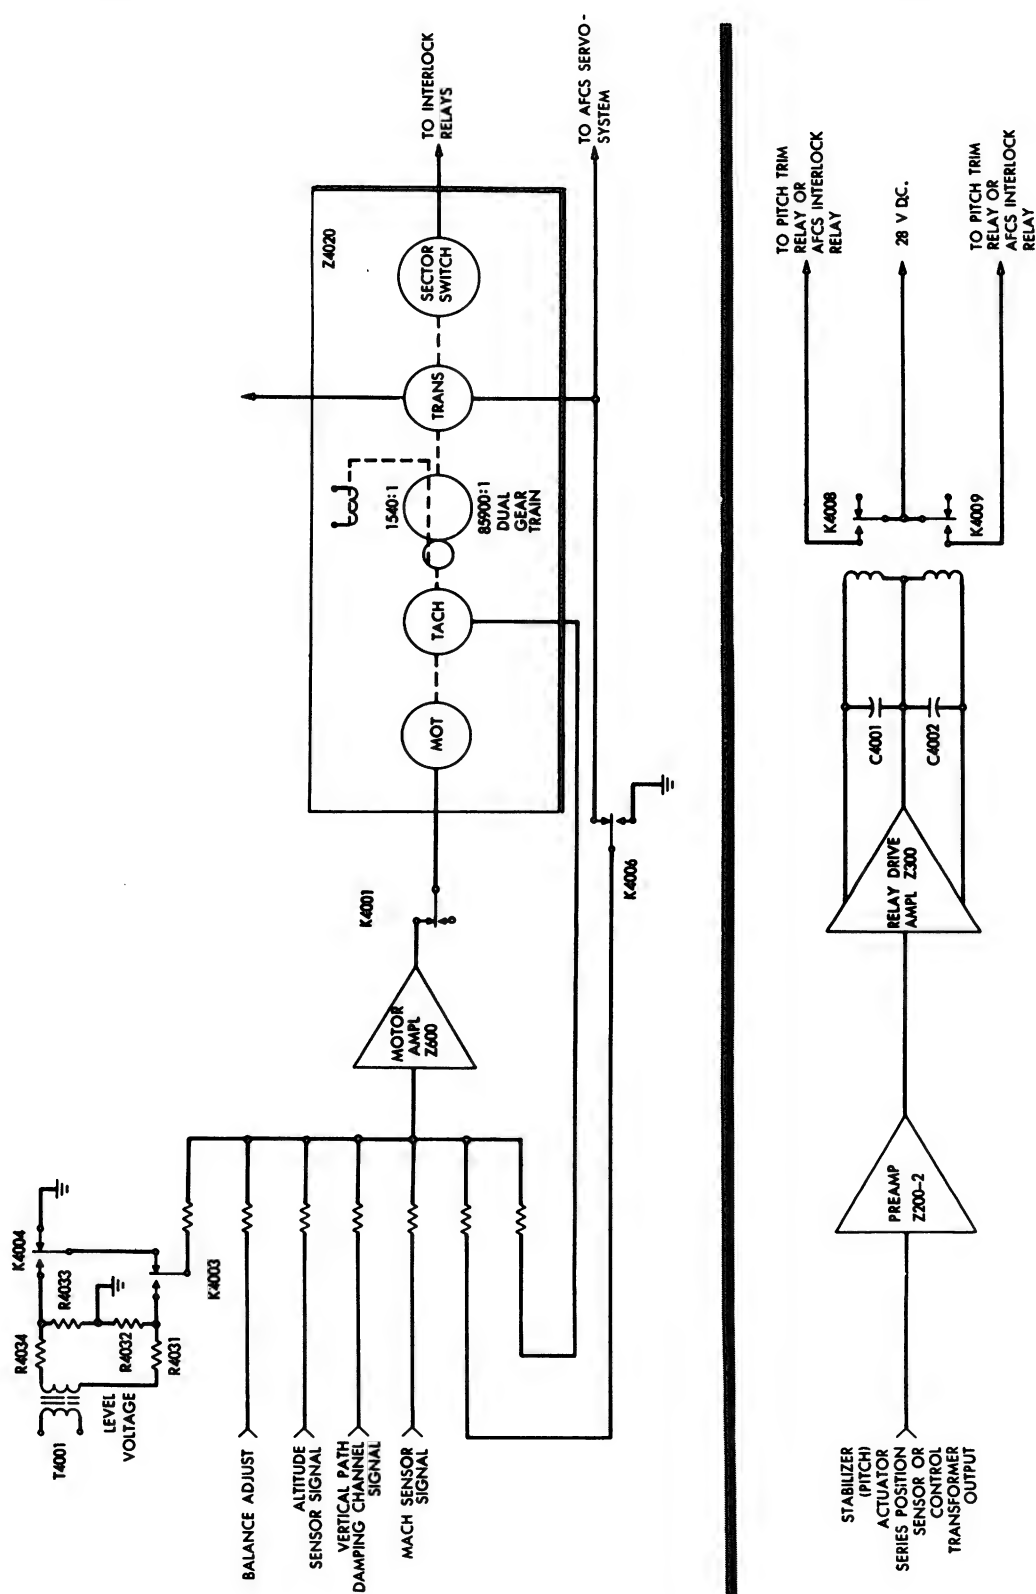 T4001
LEVEL
VOLTAGE
R4034
R4033
R4032
R4031
K4004
K4003
BALANCE ADJUST
ALTITUDE
SENSOR SIGNAL
VERTICAL PATH
DAMPING CHANNEL
SIGNAL
MACH SENSOR
SIGNAL
MOTOR
AMPL
Z600
K4001
K4006
MOT
TACH
1540:1
85900:1
DUAL
GEAR
TRAIN
TRANS
SECTOR
SWITCH
Z4020
TO INTERLOCK
RELAYS
TO AFCS SERVO-
SYSTEM
STABILIZER
(PITCH)
ACTUATOR
SERIES POSITION
SENSOR OR
CONTROL
TRANSFORMER
OUTPUT
PREAMP
Z200-2
RELAY DRIVE
AMPL Z300
C4001
C4002
K4008
K4009
TO PITCH TRIM
RELAY OR
AFCS INTERLOCK
RELAY
28 V D.C.
TO PITCH TRIM
RELAY OR
AFCS INTERLOCK
RELAY